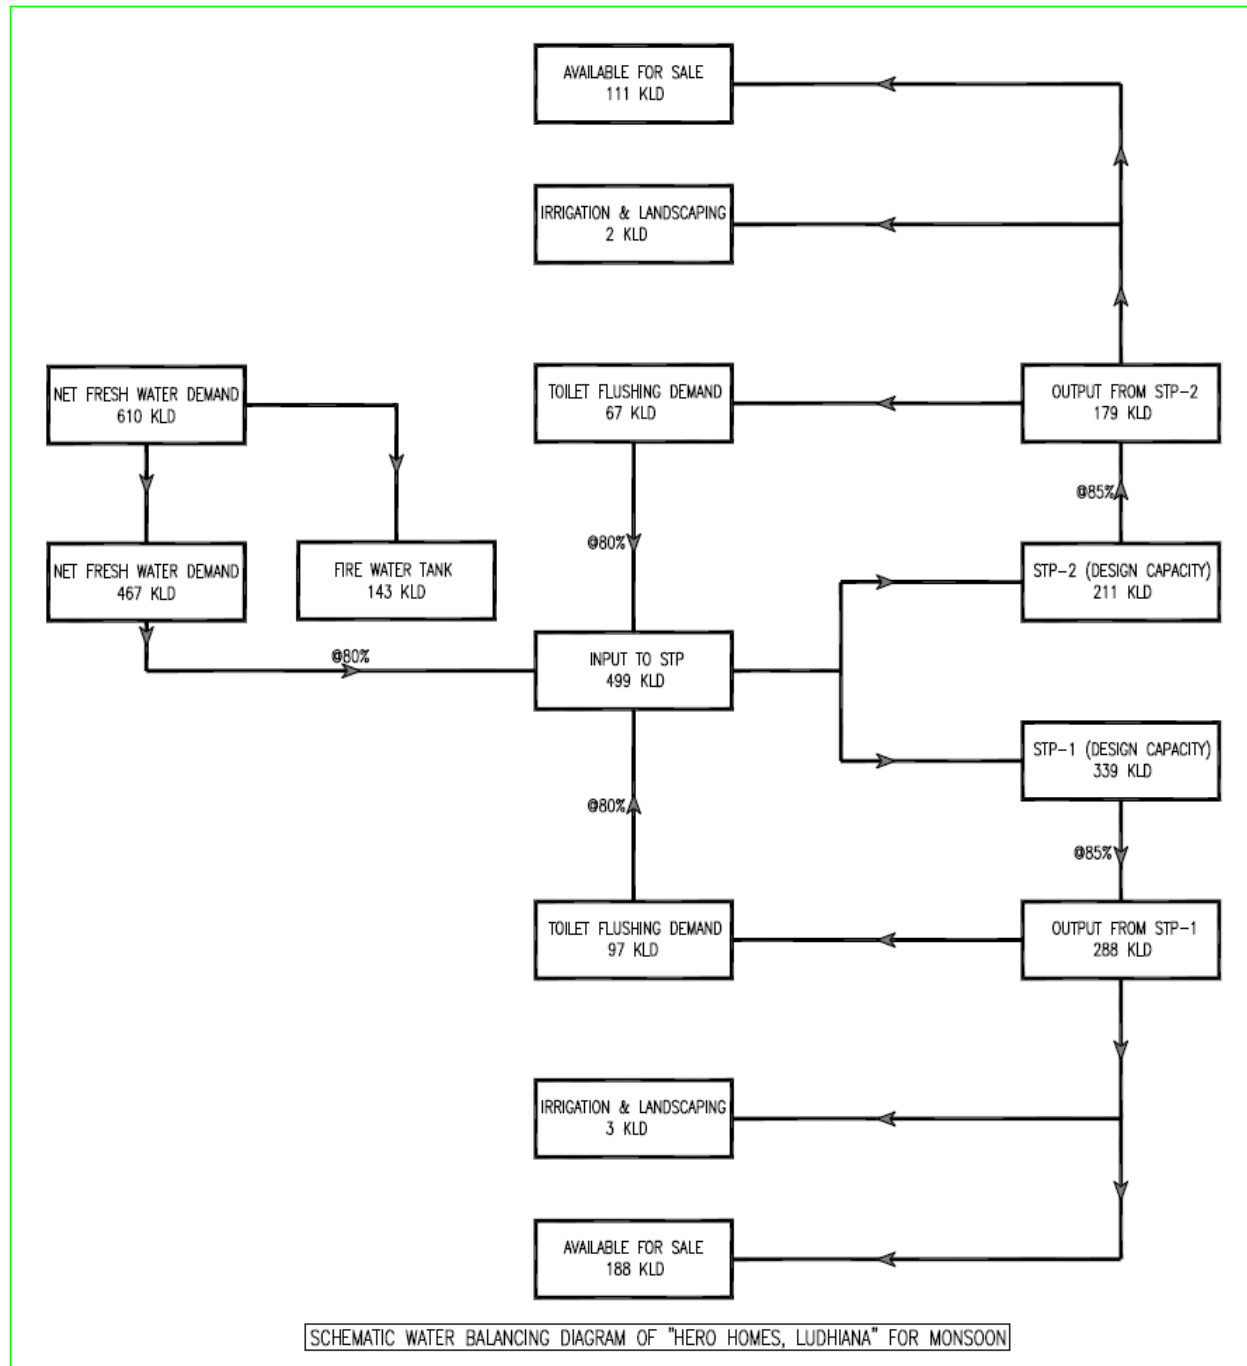 AVAILABLE FOR SALE
111 KLD
IRRIGATION & LANDSCAPING
2 KLD
NET FRESH WATER DEMAND
610 KLD
TOILET FLUSHING DEMAND
67 KLD
OUTPUT FROM STP-2
179 KLD
@85%
@80%
NET FRESH WATER DEMAND
467 KLD
FIRE WATER TANK
143 KLD
STP-2 (DESIGN CAPACITY)
211 KLD
@80%
INPUT TO STP
499 KLD
STP-1 (DESIGN CAPACITY)
339 KLD
@80%
@85%
TOILET FLUSHING DEMAND
97 KLD
OUTPUT FROM STP-1
288 KLD
IRRIGATION & LANDSCAPING
3 KLD
AVAILABLE FOR SALE
188 KLD
SCHEMATIC WATER BALANCING DIAGRAM OF "HERO HOMES, LUDHIANA" FOR MONSOON